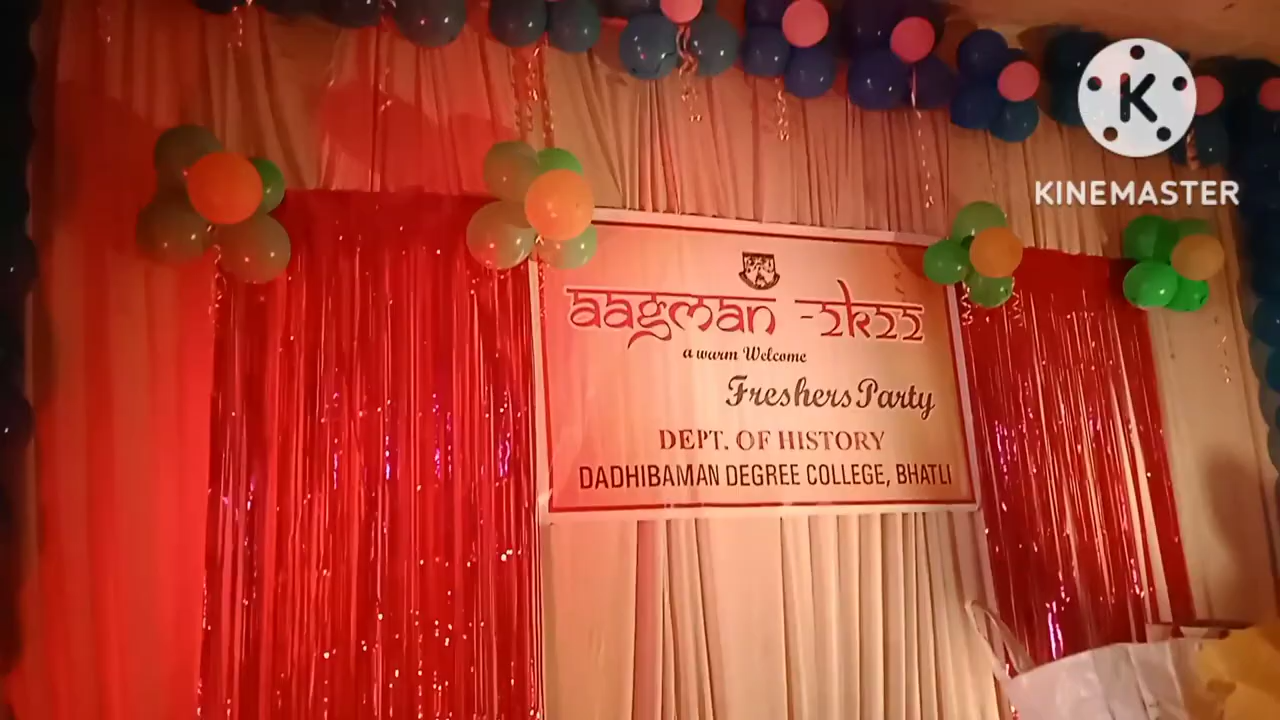 K
KINEMASTER
aagman -2k22
a warm Welcome
Freshers Party
DEPT. OF HISTORY
DADHIBAMAN DEGREE COLLEGE, BHATLI